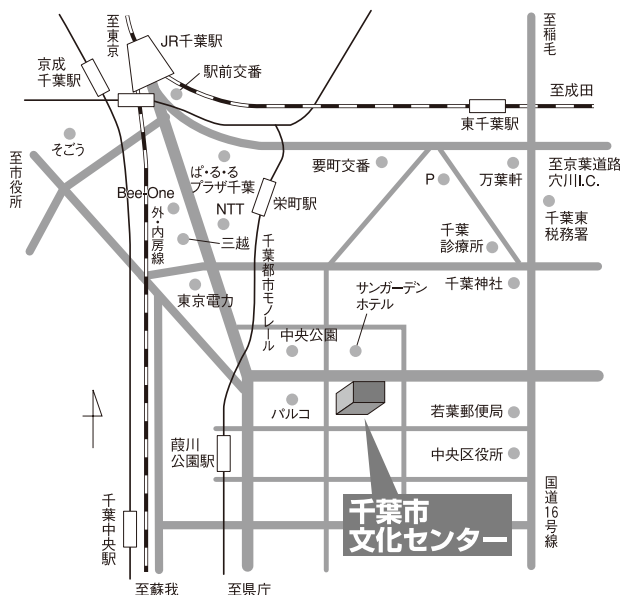 至東京
JR千葉駅
京成
千葉駅
駅前交番
至稲毛
至成田
東千葉駅
そごう
至市役所
ぱ・る・る
プラザ千葉
要町交番
P
万葉軒
至京葉道路
穴川I.C.
Bee-One
外・内房線
NTT
栄町駅
三越
千葉
診療所
千葉東
税務署
東京電力
千葉都市モノレール
サンガーデン
ホテル
千葉神社
中央公園
パルコ
若葉郵便局
葭川
公園駅
中央区役所
千葉中央駅
千葉市
文化センター
国道16号線
至蘇我
至県庁